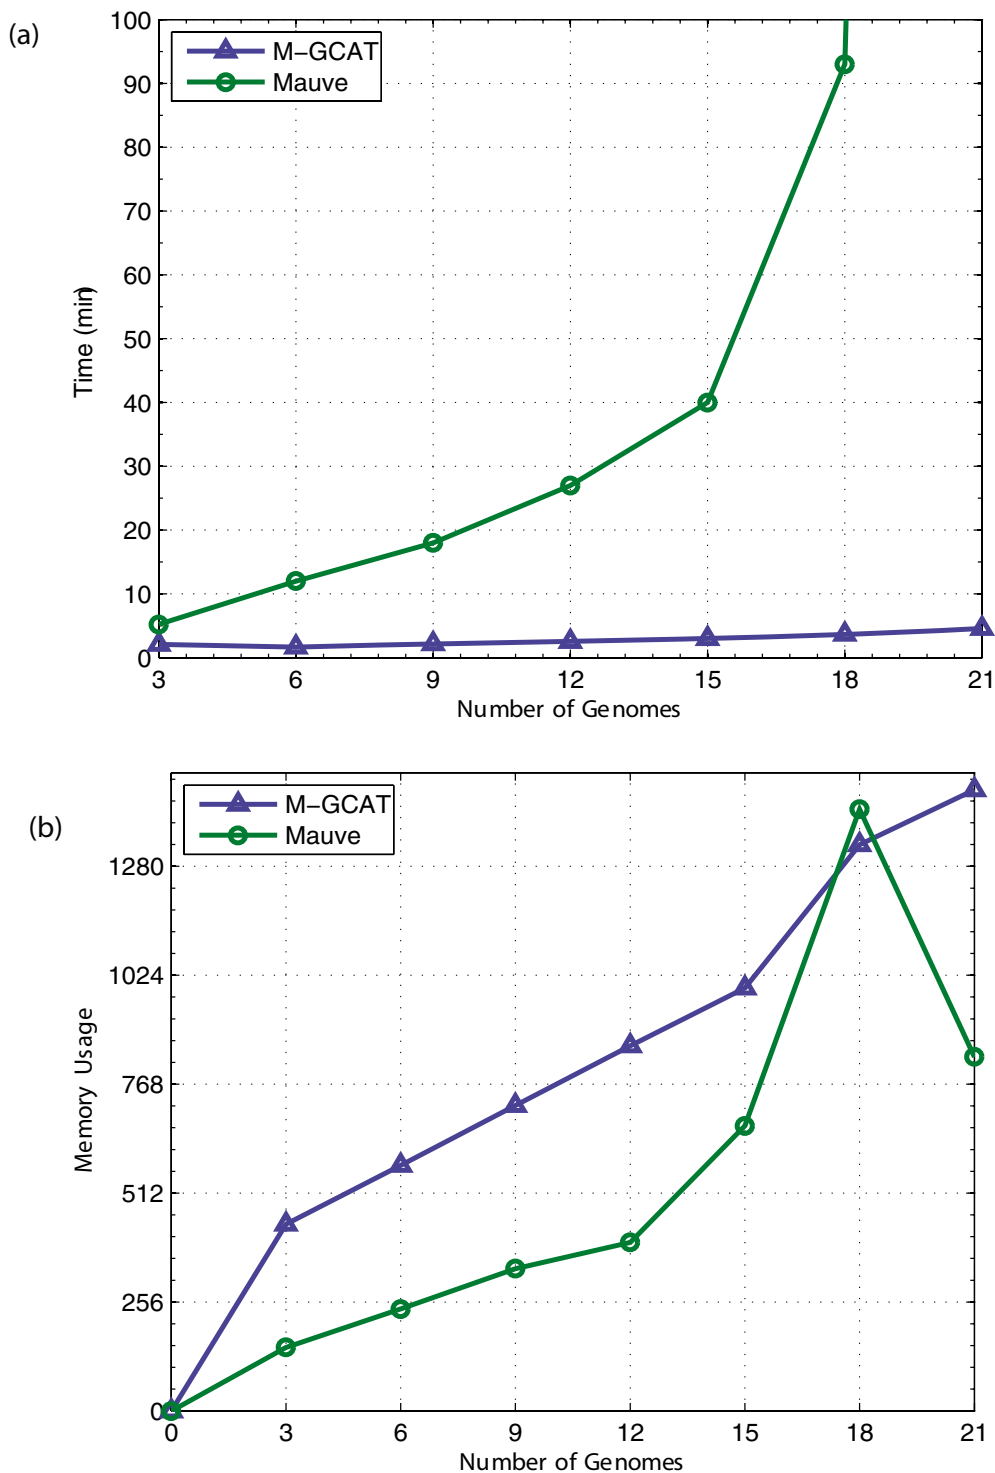 (a)
M-GCAT
Mauve
100
90
80
70
60
50
40
30
20
10
0
Time (min)
3 6 9 12 15 18 21
Number of Genomes
(b)
M-GCAT
Mauve
1280
1024
768
512
256
0
Memory Usage
0 3 6 9 12 15 18 21
Number of Genomes